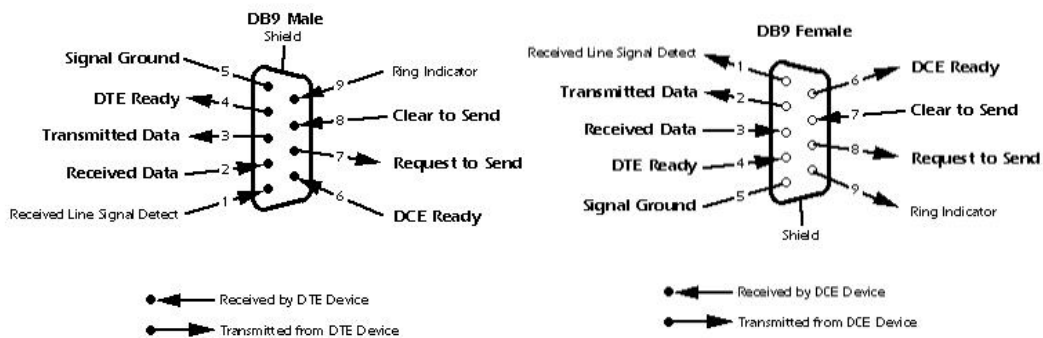 DB9 Male
Shield
Signal Ground
5
9
Ring Indicator
DTE Ready
4
8
Clear to Send
Transmitted Data
3
7
Request to Send
Received Data
2
6
DCE Ready
Received Line Signal Detect
1
Received by DTE Device
Transmitted from DTE Device
DB9 Female
Received Line Signal Detect
1
6
DCE Ready
Transmitted Data
2
7
Clear to Send
Received Data
3
8
Request to Send
DTE Ready
4
9
Ring Indicator
Signal Ground
5
Shield
Received by DCE Device
Transmitted from DCE Device